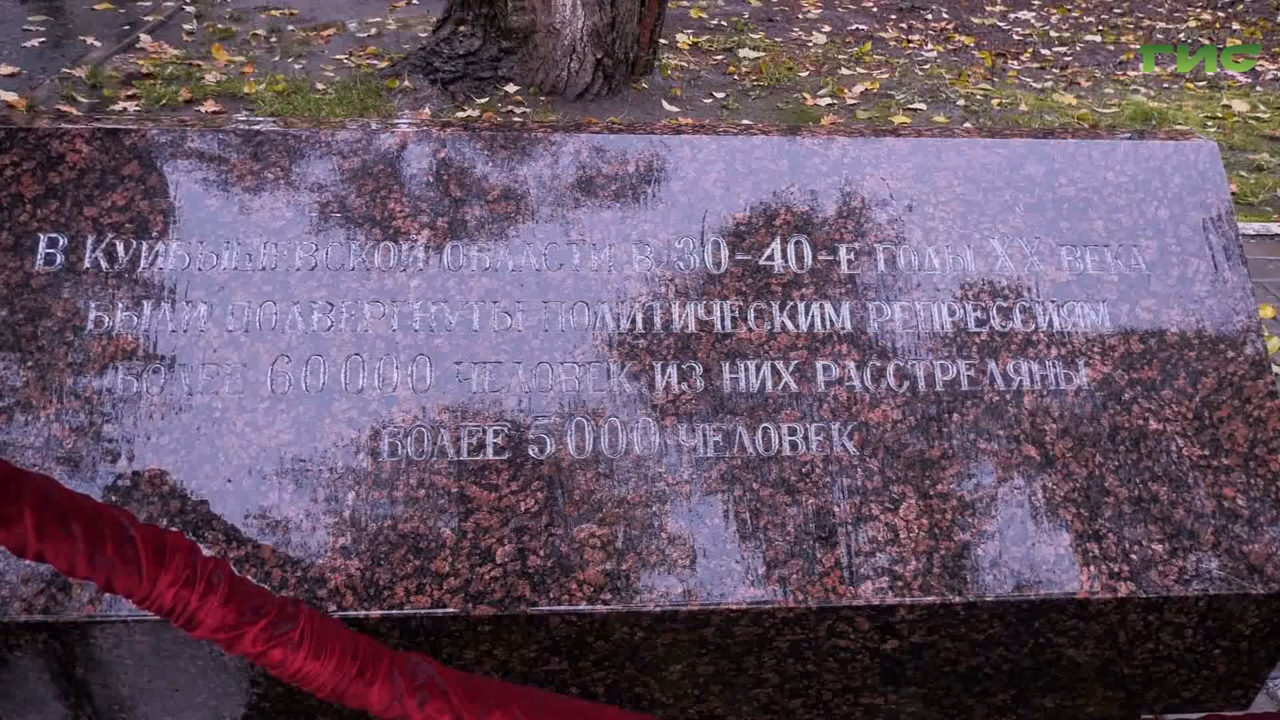 ГИС
В КУЙБЫШЕВСКОЙ ОБЛАСТИ В 30-40-Е ГОДЫ XX ВЕКА
БЫЛИ ПОДВЕРГНУТЫ ПОЛИТИЧЕСКИМ РЕПРЕССИЯМ
БОЛЕЕ 60000 ЧЕЛОВЕК ИЗ НИХ РАССТРЕЛЯНЫ
БОЛЕЕ 5000 ЧЕЛОВЕК